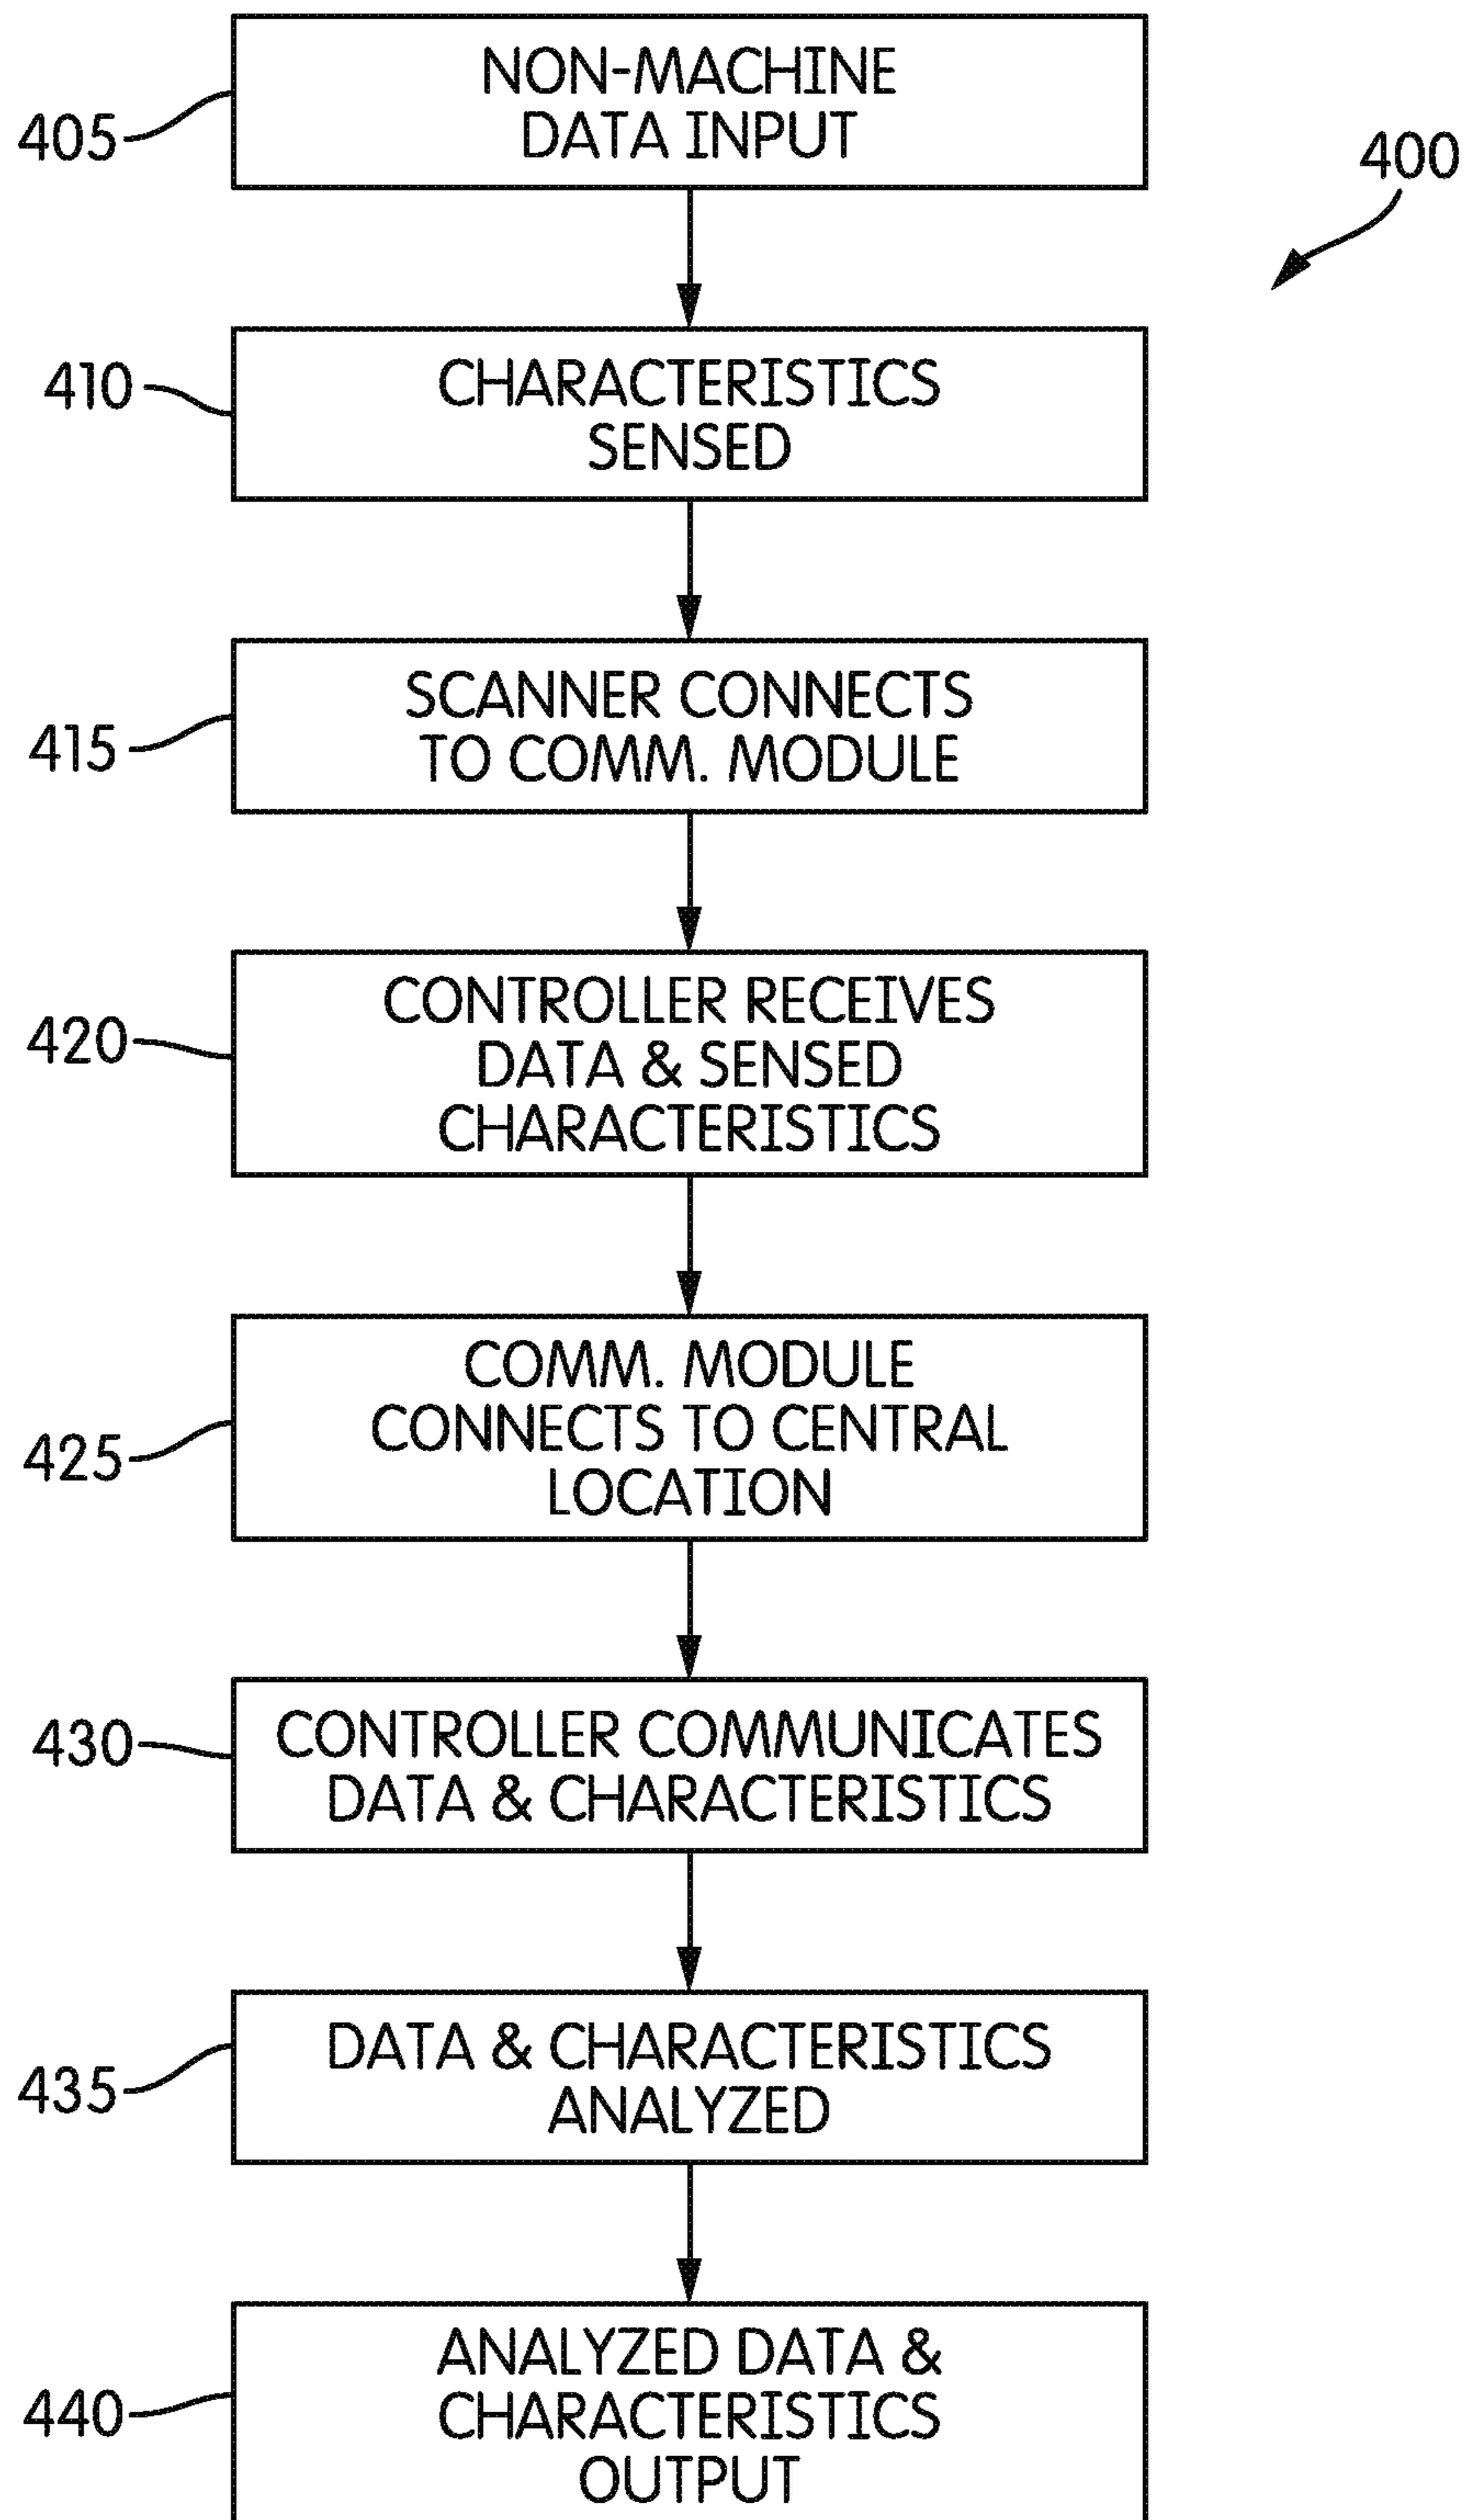 NON-MACHINE
DATA INPUT
405
400
CHARACTERISTICS
SENSED
410
SCANNER CONNECTS
TO COMM. MODULE
415
CONTROLLER RECEIVES
DATA & SENSED
CHARACTERISTICS
420
COMM. MODULE
CONNECTS TO CENTRAL
LOCATION
425
CONTROLLER COMMUNICATES
DATA & CHARACTERISTICS
430
DATA & CHARACTERISTICS
ANALYZED
435
ANALYZED DATA &
CHARACTERISTICS
OUTPUT
440